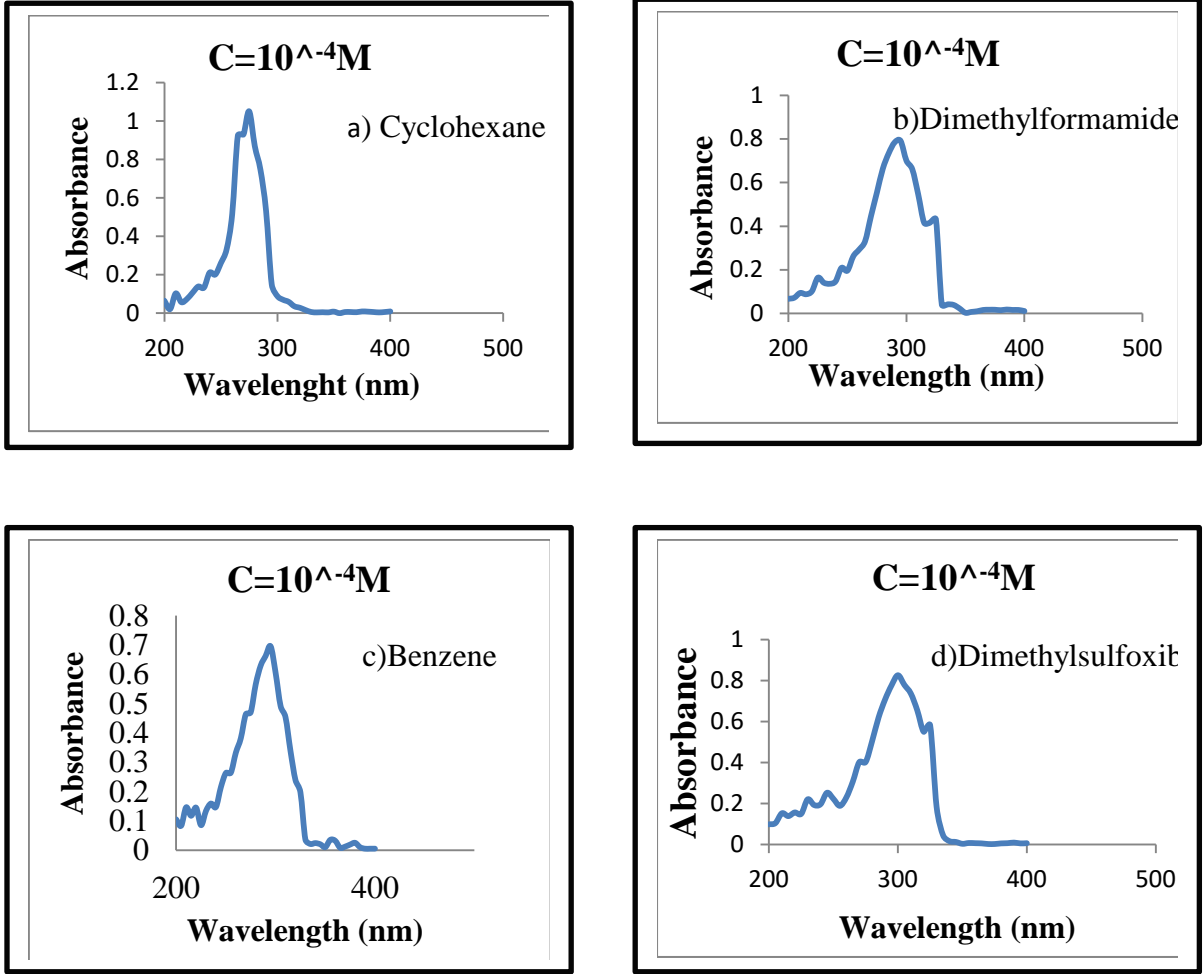 C=10^-4M
a) Cyclohexane
Absorbance
1.2
1
0.8
0.6
0.4
0.2
0
200 300 400 500
Wavelenght (nm)
C=10^-4M
b)Dimethylformamide
Absorbance
1
0.8
0.6
0.4
0.2
0
200 300 400 500
Wavelength (nm)
C=10^-4M
c)Benzene
Absorbance
0.8
0.7
0.6
0.5
0.4
0.3
0.2
0.1
0
200 400
Wavelength (nm)
C=10^-4M
d)Dimethylsulfoxib
Absorbance
1
0.8
0.6
0.4
0.2
0
200 300 400 500
Wavelength (nm)